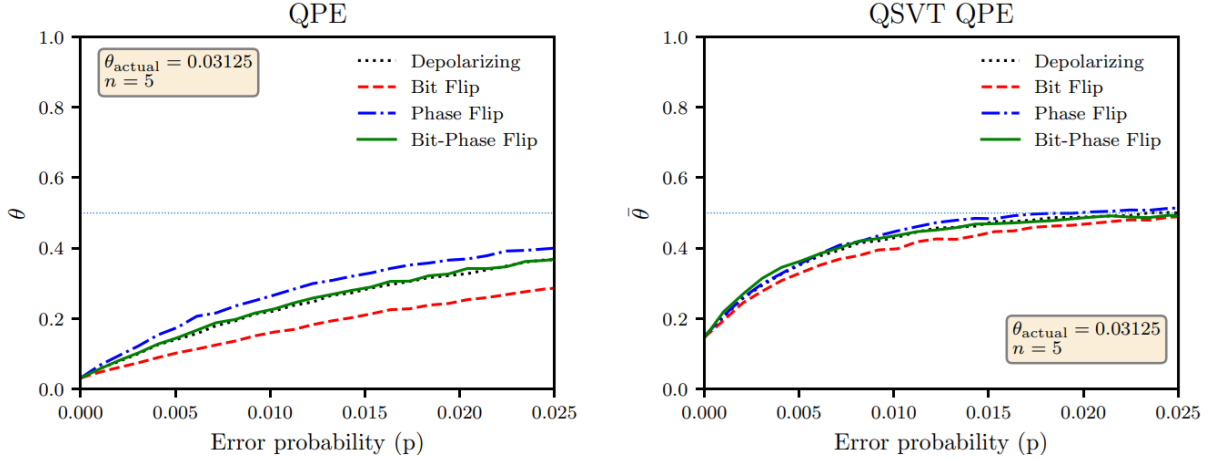 QPE
θ_actual = 0.03125
n = 5
Depolarizing
Bit Flip
Phase Flip
Bit-Phase Flip
1.0
0.8
0.6
0.4
0.2
0.0
θ
0.000 0.005 0.010 0.015 0.020 0.025
Error probability (p)
QSVT QPE
Depolarizing
Bit Flip
Phase Flip
Bit-Phase Flip
θ_actual = 0.03125
n = 5
1.0
0.8
0.6
0.4
0.2
0.0
θ̄
0.000 0.005 0.010 0.015 0.020 0.025
Error probability (p)